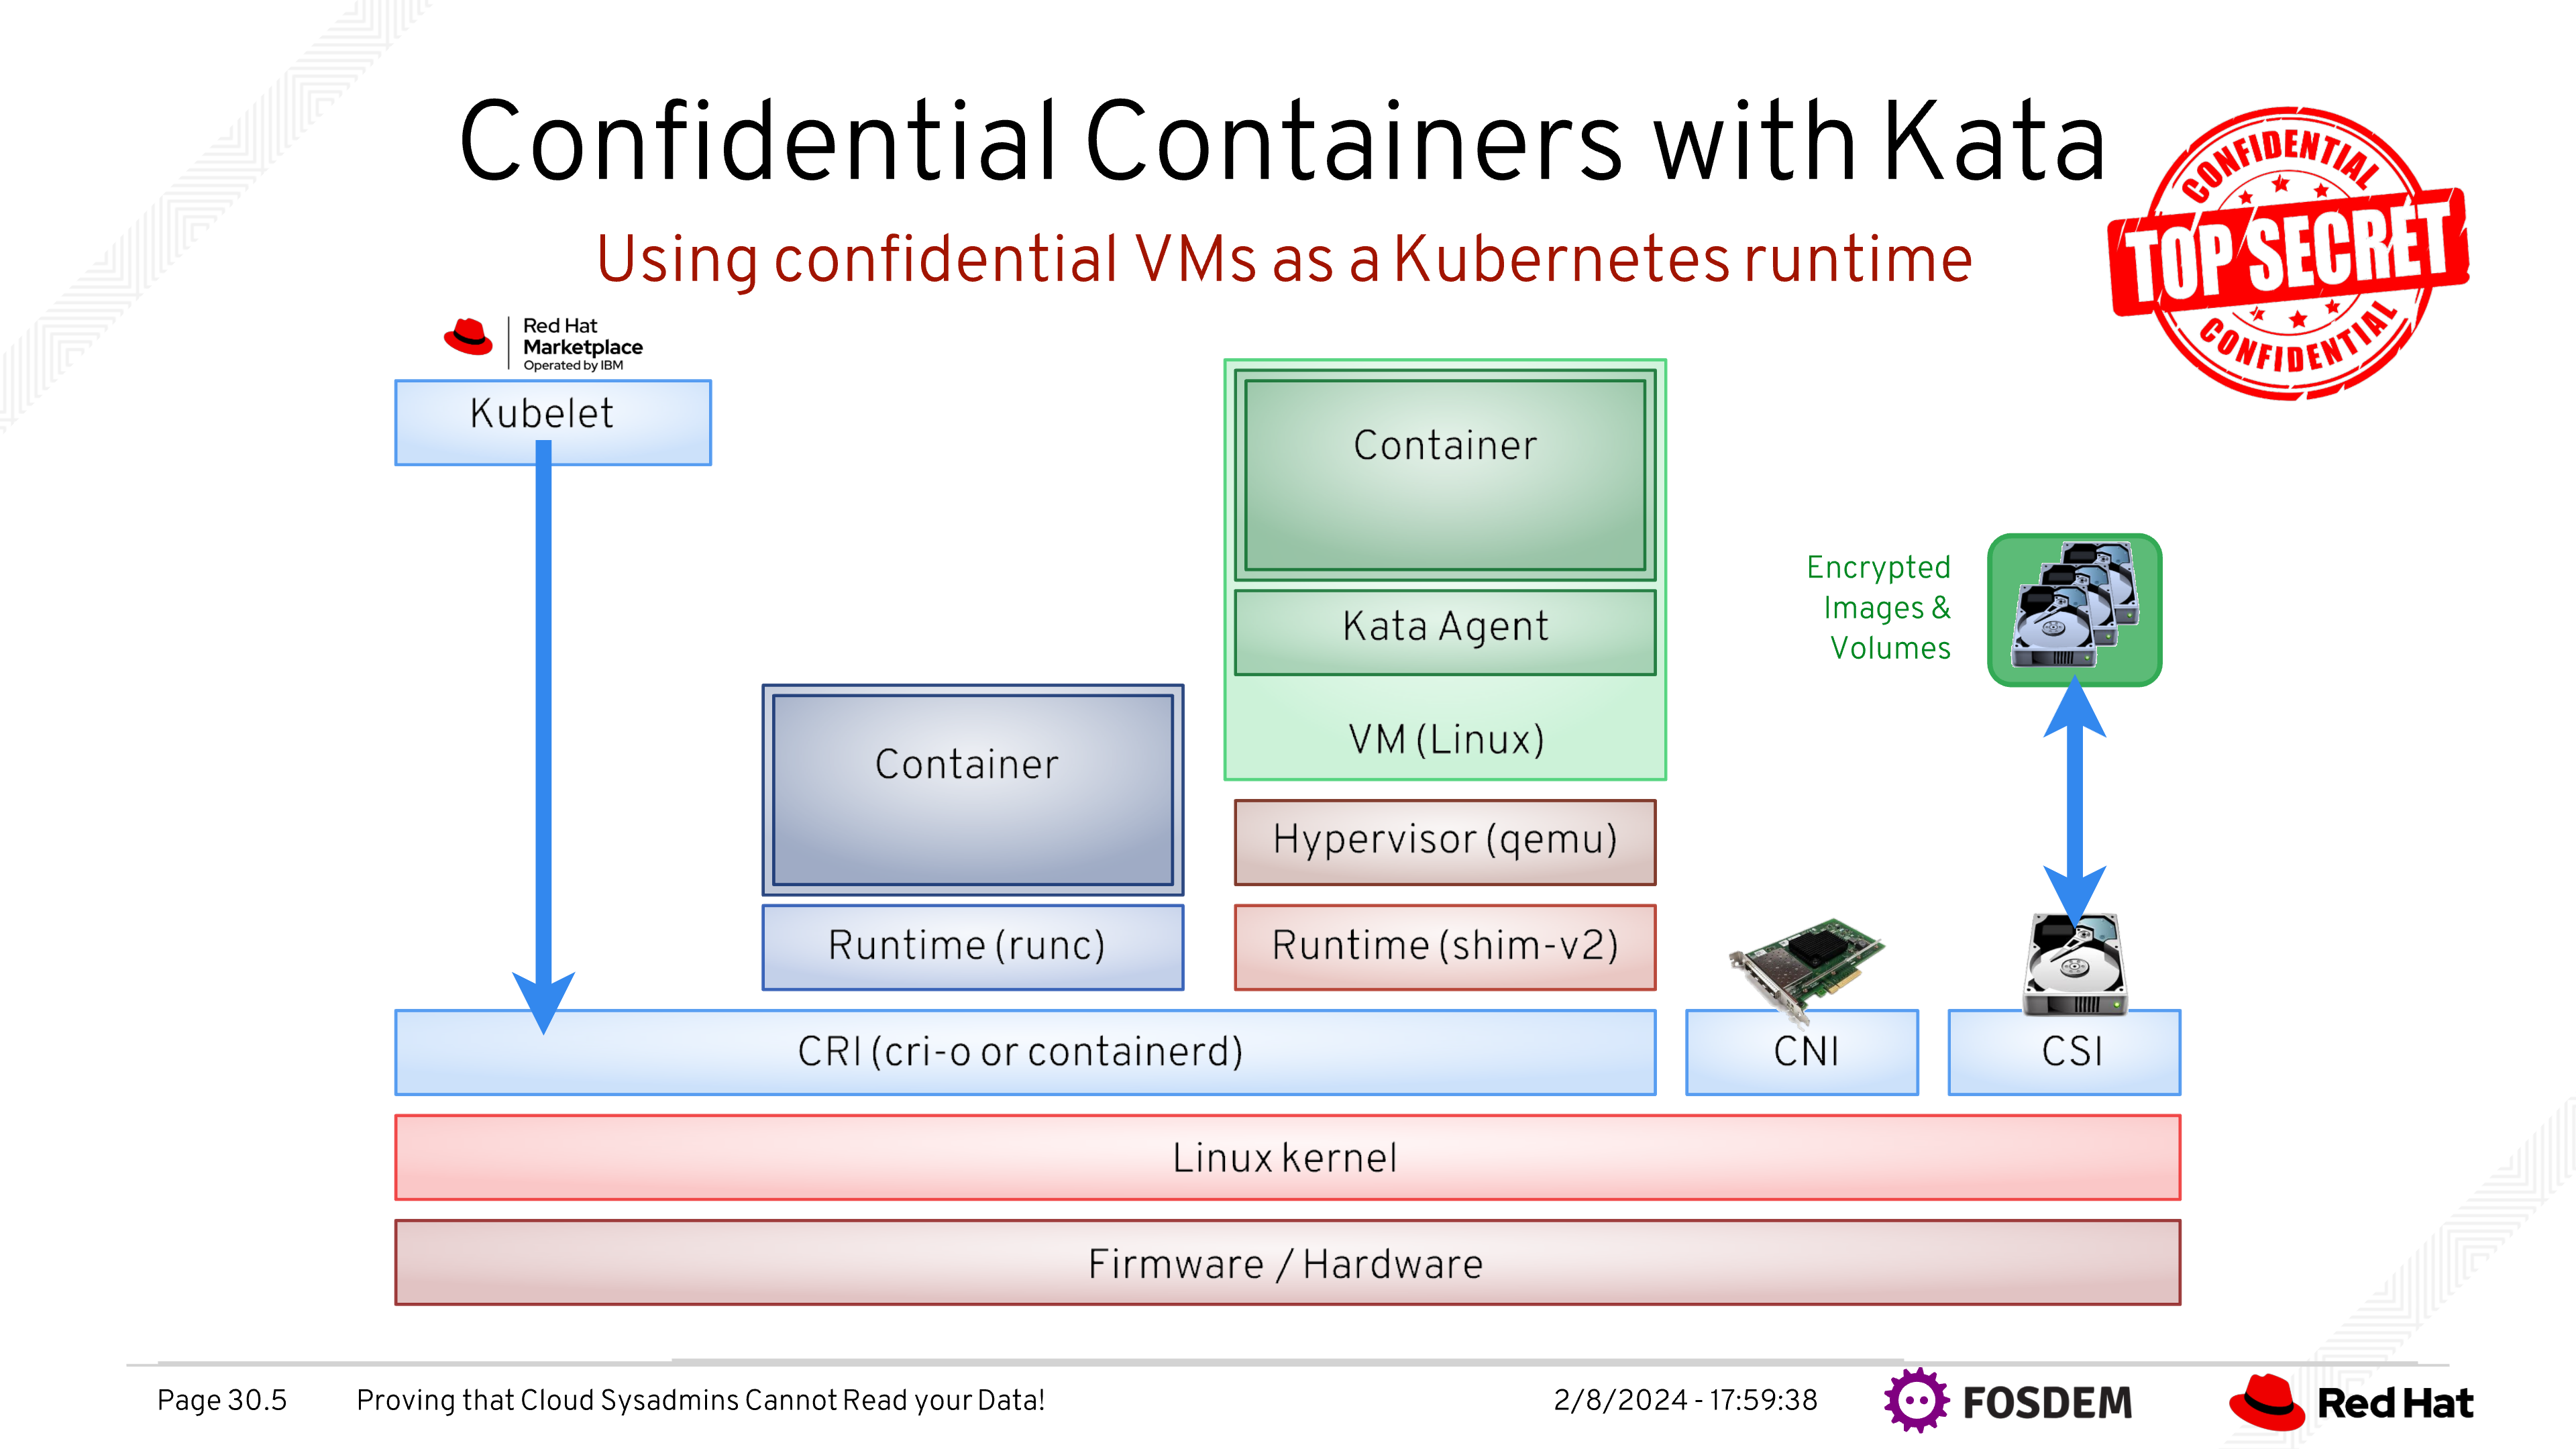 Confidential Containers with Kata
Using confidential VMs as a Kubernetes runtime
CONFIDENTIAL
TOP SECRET
CONFIDENTIAL
Red Hat
Marketplace
Operated by IBM
Kubelet
Container
Kata Agent
VM (Linux)
Encrypted
Images &
Volumes
Container
Hypervisor (qemu)
Runtime (runc)
Runtime (shim-v2)
CRI (cri-o or containerd)
CNI
CSI
Linux kernel
Firmware / Hardware
Page 30.5
Proving that Cloud Sysadmins Cannot Read your Data!
2/8/2024 - 17:59:38
FOSDEM
Red Hat